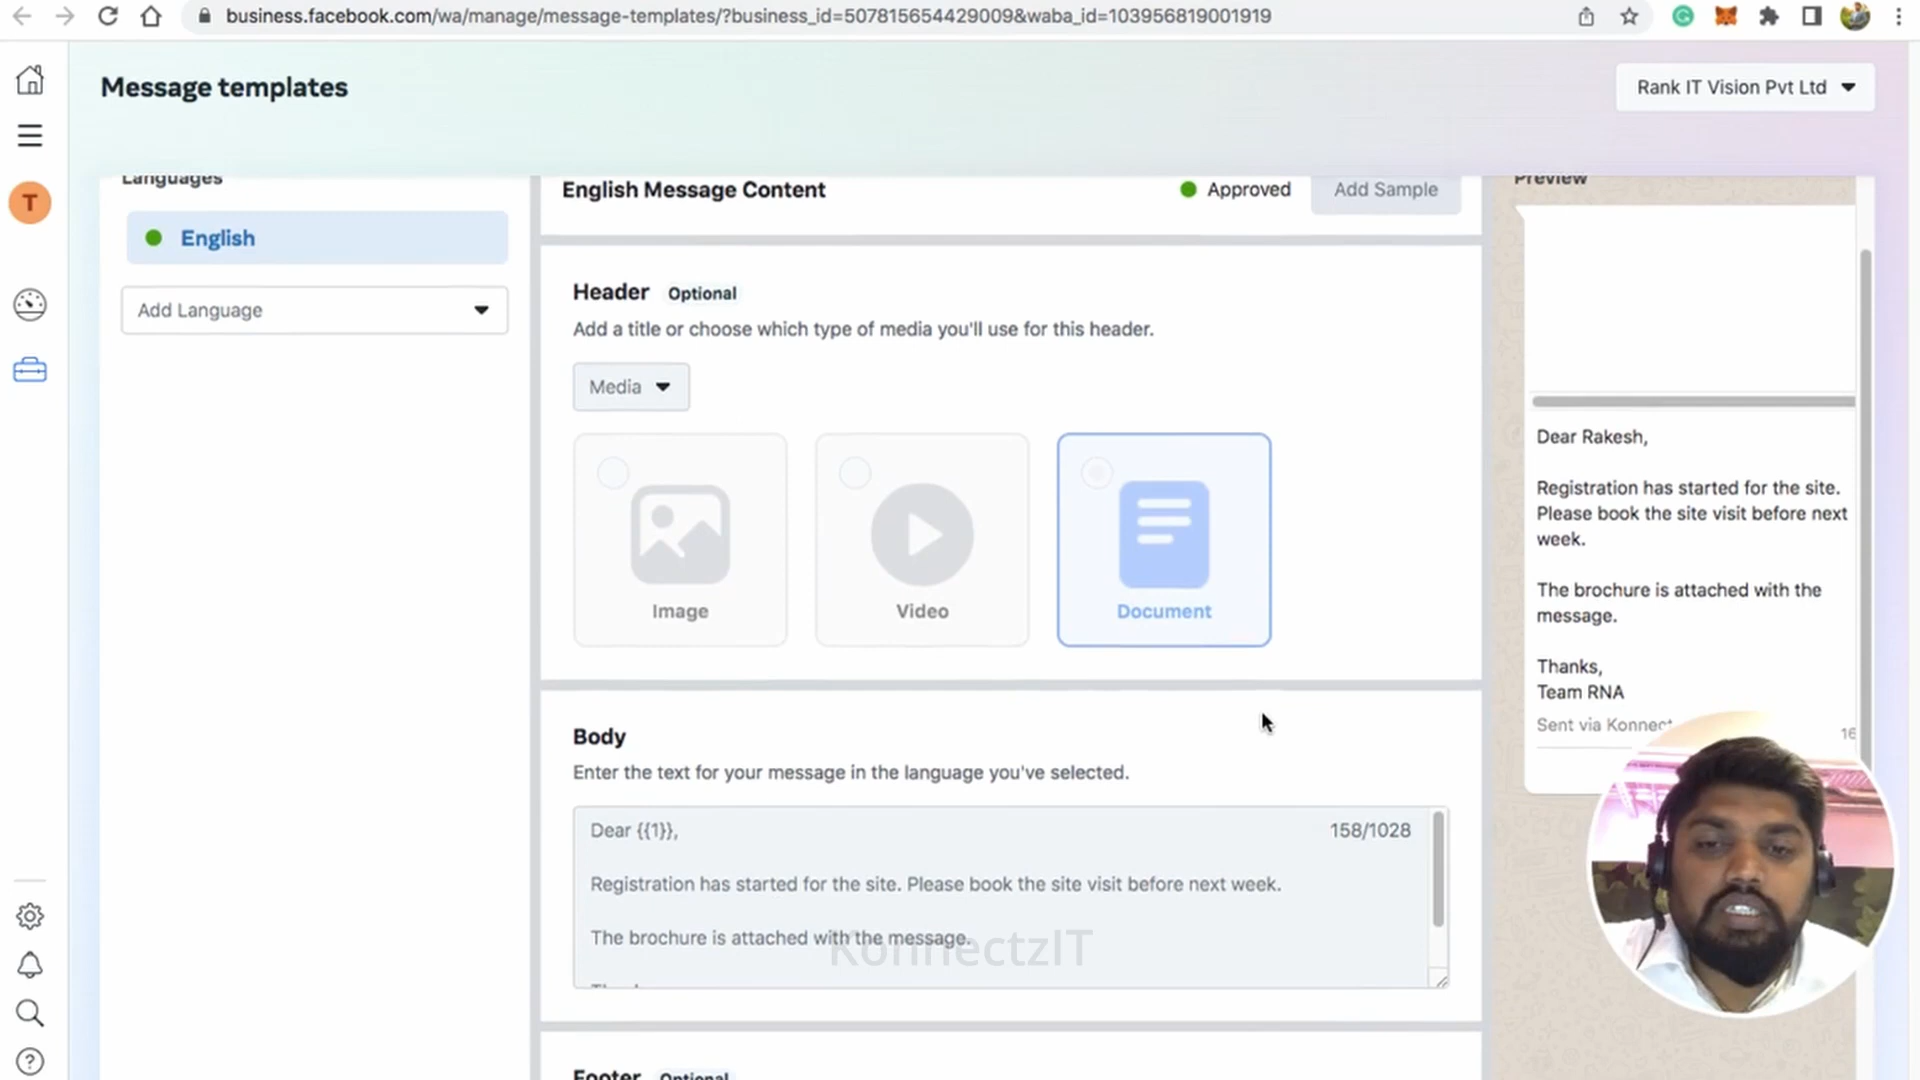 business.facebook.com/wa/manage/message-templates/?business_id=507815654429009&waba_id=103956819001919
Message templates
Rank IT Vision Pvt Ltd
T
Languages
English
Add Language
English Message Content
Approved
Add Sample
Header Optional
Add a title or choose which type of media you'll use for this header.
Media
Image
Video
Document
Body
Enter the text for your message in the language you've selected.
Dear {{1}},
158/1028
Registration has started for the site. Please book the site visit before next week.
The brochure is attached with the message.
KonnectzIT
Footer Optional
Preview
Dear Rakesh,
Registration has started for the site.
Please book the site visit before next
week.
The brochure is attached with the
message.
Thanks,
Team RNA
Sent via Konnect
16